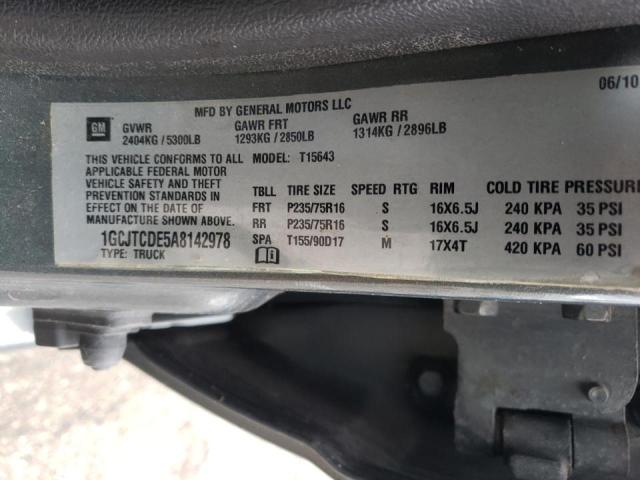 06/10
MFD BY GENERAL MOTORS LLC
GM GVWR GAWR FRT GAWR RR
2404KG / 5300LB 1293KG / 2850LB 1314KG / 2896LB
THIS VEHICLE CONFORMS TO ALL MODEL: T15643
APPLICABLE FEDERAL MOTOR
VEHICLE SAFETY AND THEFT
PREVENTION STANDARDS IN
EFFECT ON THE DATE OF
MANUFACTURE SHOWN ABOVE.
1GCJTCDE5A8142978
TYPE: TRUCK
TBLL TIRE SIZE SPEED RTG RIM COLD TIRE PRESSURE
FRT P235/75R16 S 16X6.5J 240 KPA 35 PSI
RR P235/75R16 S 16X6.5J 240 KPA 35 PSI
SPA T155/90D17 M 17X4T 420 KPA 60 PSI